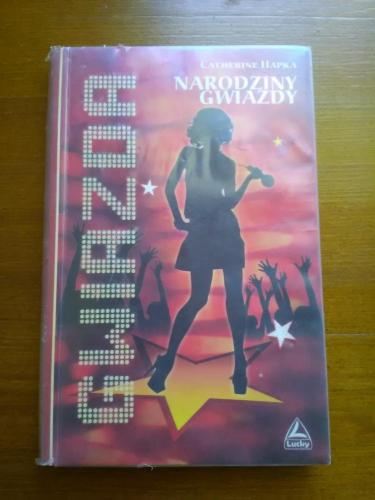 CATHERINE HAPKA
NARODZINY
GWIAZDY
GWIAZDA
Lucky